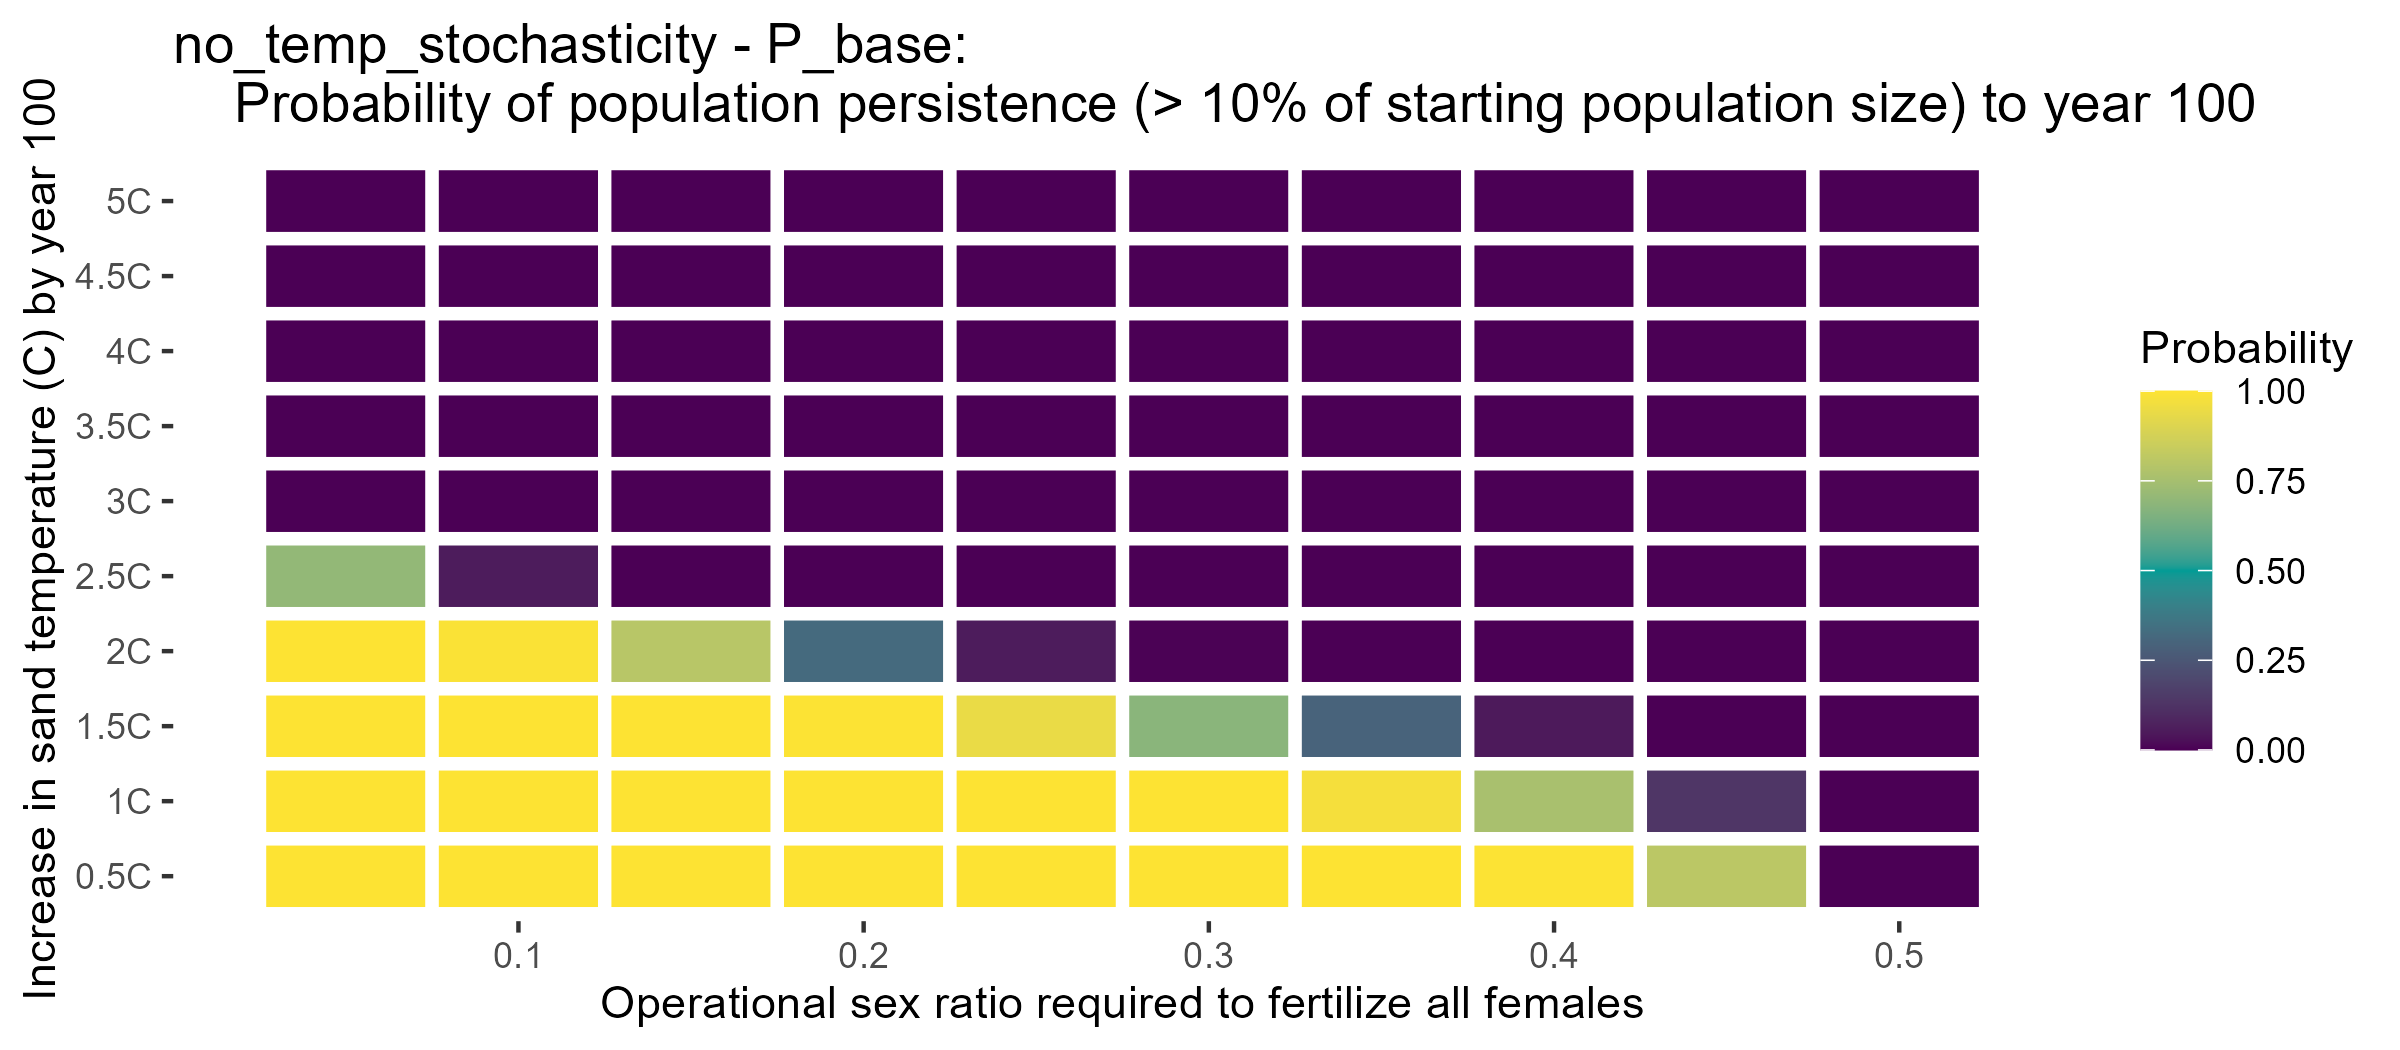 no_temp_stochasticity - P_base:
Probability of population persistence (> 10% of starting population size) to year 100
Increase in sand temperature (C) by year 100
5C
4.5C
4C
3.5C
3C
2.5C
2C
1.5C
1C
0.5C
0.1
0.2
0.3
0.4
0.5
Operational sex ratio required to fertilize all females
Probability
1.00
0.75
0.50
0.25
0.00